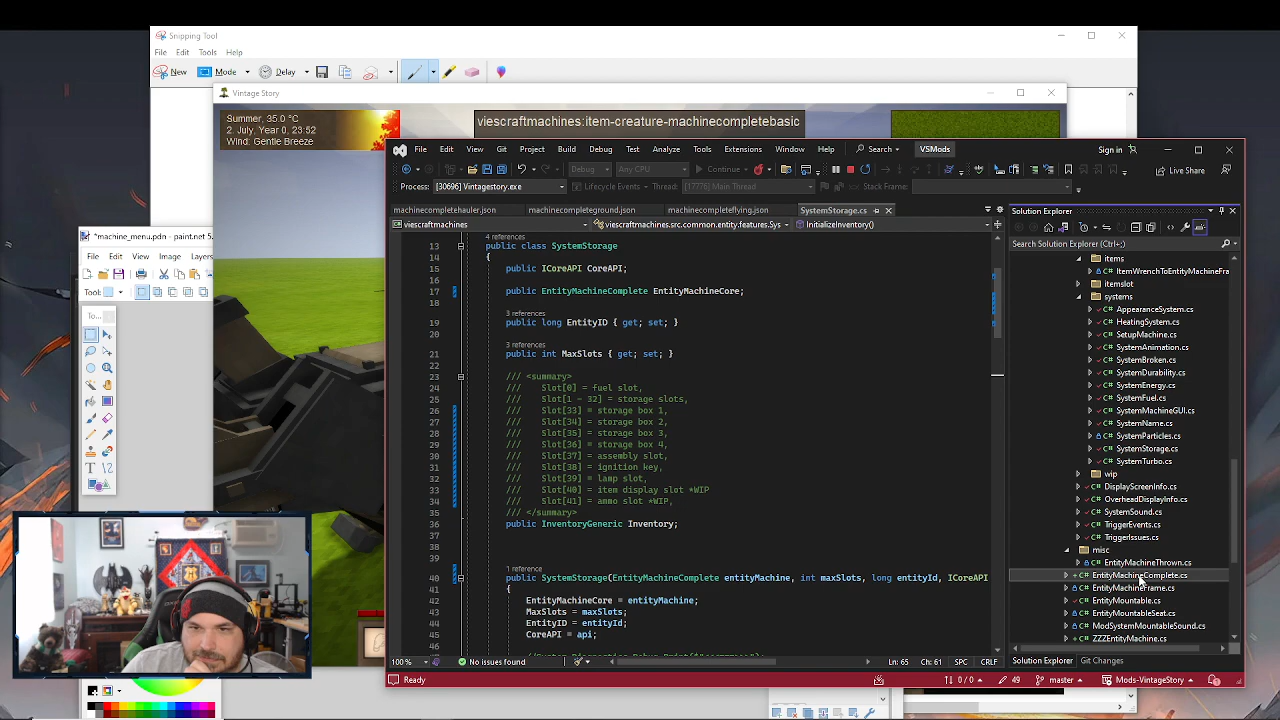 Snipping Tool
File Edit Tools Help
New Mode Delay
Vintage Story
Summer, 35.0 °C
2. July, Year 0, 23:52
Wind: Gentle Breeze
viescraftmachines:item-creature-machinecompletebasic
*machine_menu.pdn - paint.net 5.
File Edit View Image Layers
Tool:
To...
File Edit View Git Project Build Debug Test Analyze Tools Extensions Window Help Search VSMods Sign in
Debug Any CPU Continue Live Share
Process: [30696] Vintagestory.exe Lifecycle Events Thread: [17776] Main Thread Stack Frame:
machinecompletehauler.json machinecompleteground.json machinecompleteflying.json SystemStorage.cs
viescraftmachines viescraftmachines.src.common.entity.features.Sys InitializeInventory()
4 references
13 public class SystemStorage
14 {
15 public ICoreAPI CoreAPI;
16
17 public EntityMachineComplete EntityMachineCore;
18
3 references
19 public long EntityID { get; set; }
20
3 references
21 public int MaxSlots { get; set; }
22
23 /// <summary>
24 /// Slot[0] = fuel slot,
25 /// Slot[1 - 32] = storage slots,
26 /// Slot[33] = storage box 1,
27 /// Slot[34] = storage box 2,
28 /// Slot[35] = storage box 3,
29 /// Slot[36] = storage box 4,
30 /// Slot[37] = assembly slot,
31 /// Slot[38] = ignition key,
32 /// Slot[39] = lamp slot,
33 /// Slot[40] = item display slot *WIP
34 /// Slot[41] = ammo slot *WIP,
35 /// </summary>
36 public InventoryGeneric Inventory;
37
38
39
1 reference
40 public SystemStorage(EntityMachineComplete entityMachine, int maxSlots, long entityId, ICoreAPI
41 {
42 EntityMachineCore = entityMachine;
43 MaxSlots = maxSlots;
44 EntityID = entityId;
45 CoreAPI = api;
100% No issues found Ln: 65 Ch: 61 SPC CRLF
Ready 0 / 0 49 master Mods-VintageStory
Solution Explorer
Search Solution Explorer
items
ItemWrenchToEntityMachineFra
itemslot
systems
AppearanceSystem.cs
HeatingSystem.cs
SetupMachine.cs
SystemAnimation.cs
SystemBroken.cs
SystemDurability.cs
SystemEnergy.cs
SystemFuel.cs
SystemMachineGUI.cs
SystemName.cs
SystemParticles.cs
SystemStorage.cs
SystemTurbo.cs
wip
DisplayScreenInfo.cs
OverheadDisplayInfo.cs
SystemSound.cs
TriggerEvents.cs
TriggerIssues.cs
misc
EntityMachineThrown.cs
EntityMachineComplete.cs
EntityMachineFrame.cs
EntityMountable.cs
EntityMountableSeat.cs
ModSystemMountableSound.cs
ZZZEntityMachine.cs
Solution Explorer Git Changes